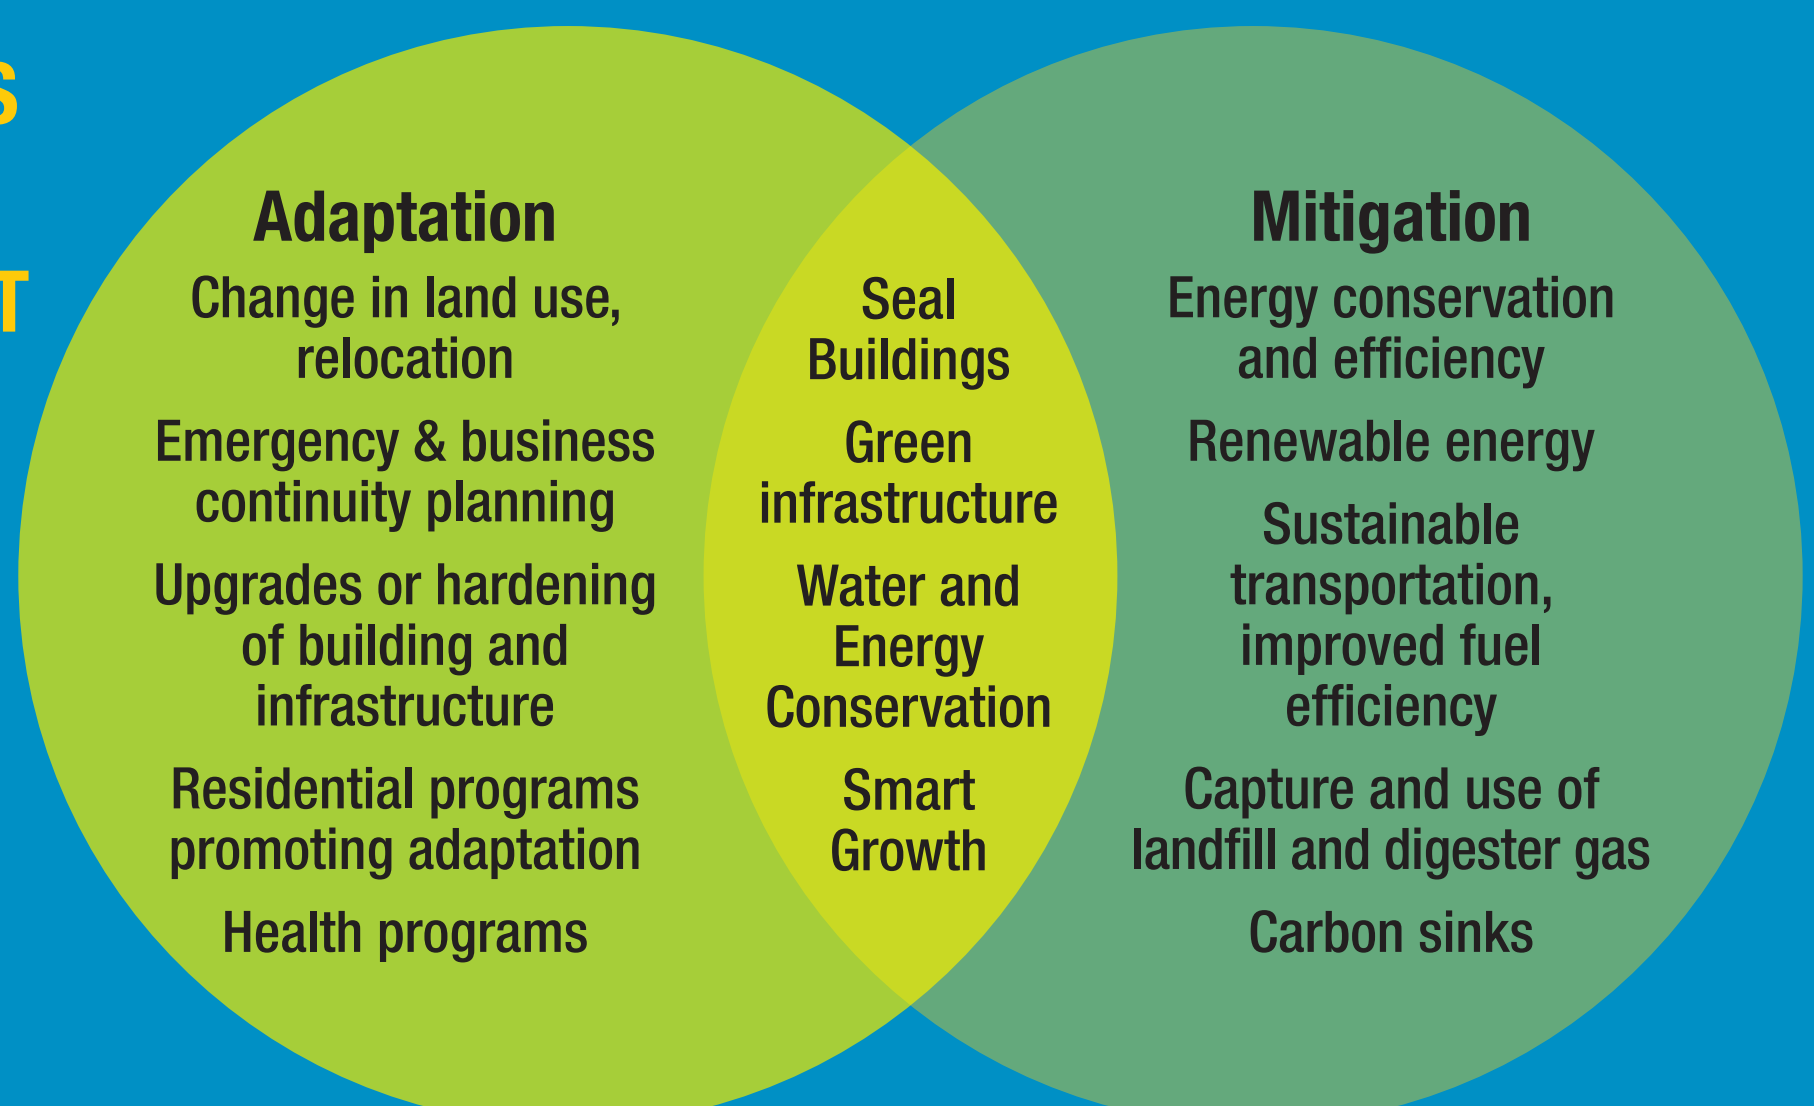 S
T
Adaptation
Change in land use,
relocation
Emergency & business
continuity planning
Upgrades or hardening
of building and
infrastructure
Residential programs
promoting adaptation
Health programs
Seal
Buildings
Green
infrastructure
Water and
Energy
Conservation
Smart
Growth
Mitigation
Energy conservation
and efficiency
Renewable energy
Sustainable
transportation,
improved fuel
efficiency
Capture and use of
landfill and digester gas
Carbon sinks